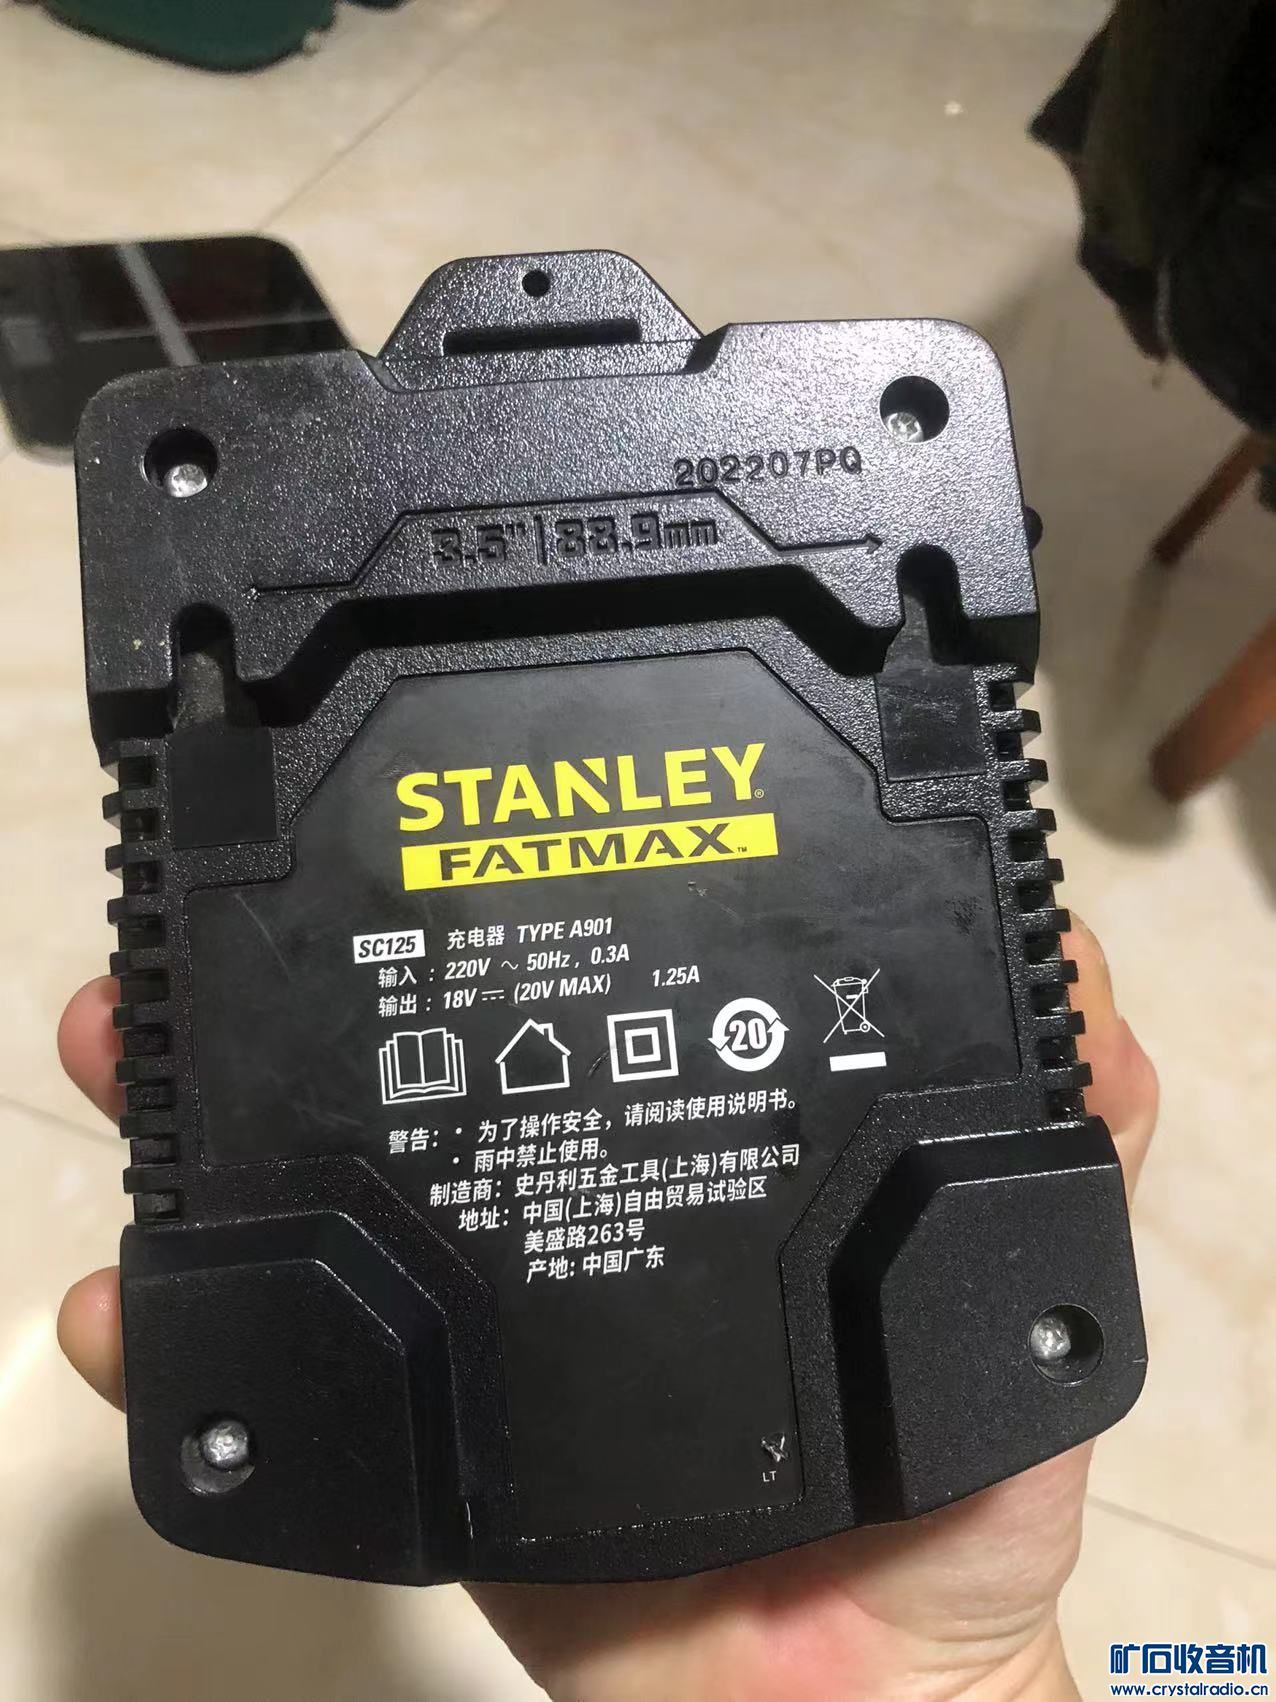 202207PQ
3.5"|88.9mm
STANLEY®
FATMAX™
SC125 充电器 TYPE A901
输入：220V ~ 50Hz，0.3A
输出：18V ⎓ (20V MAX) 1.25A
20
警告：・为了操作安全，请阅读使用说明书。
・雨中禁止使用。
制造商：史丹利五金工具(上海)有限公司
地址：中国(上海)自由贸易试验区
美盛路263号
产地: 中国广东
LT
矿石收音机
www.crystalradio.cn